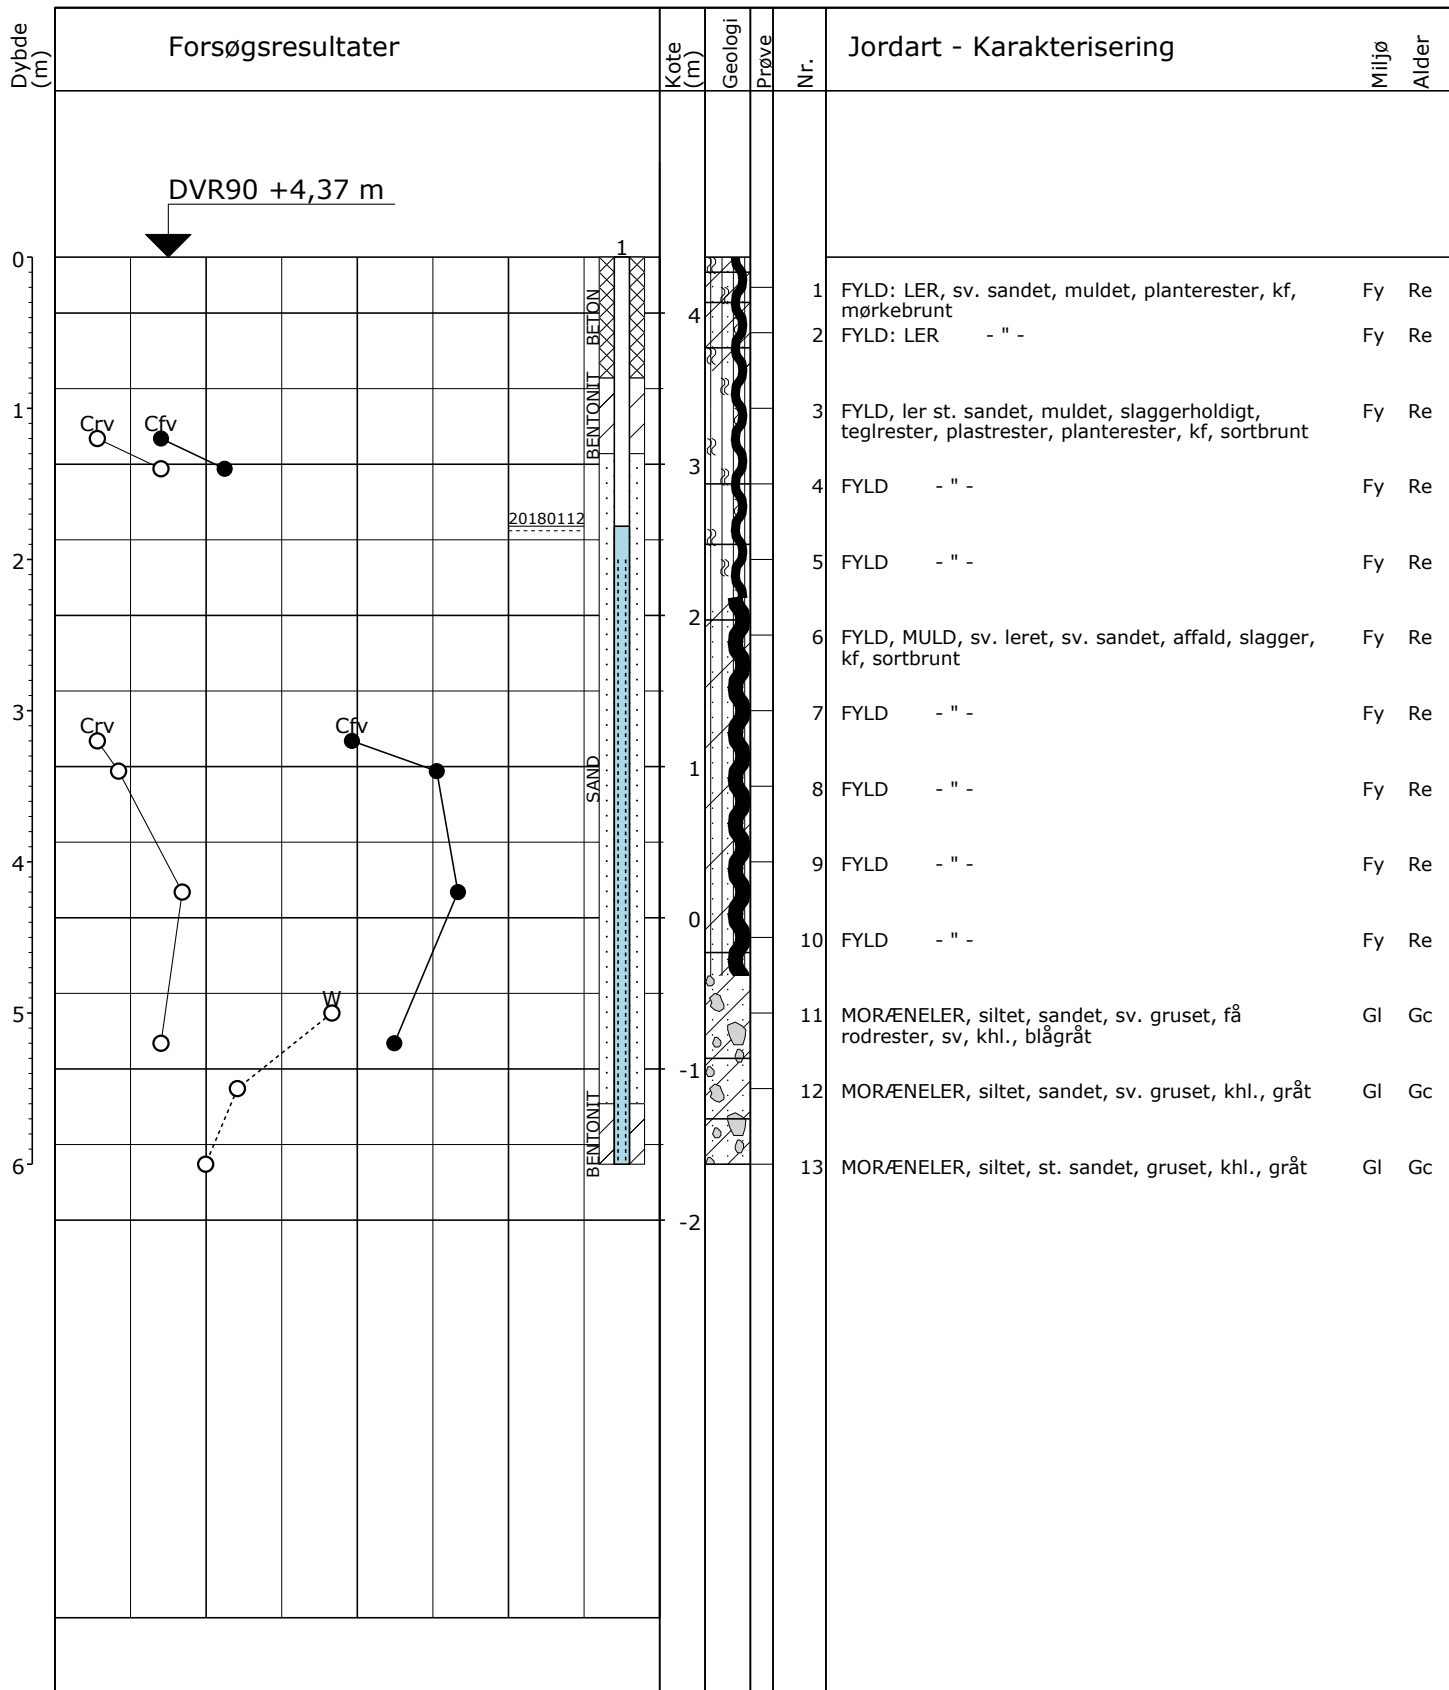 Dybde
(m)
Forsøgsresultater
Kote
(m)
Geologi
Prøve
Nr.
Jordart - Karakterisering
Miljø
Alder
DVR90 +4,37 m
1
0
1
2
3
4
5
6
BETON
BENTONIT
SAND
BENTONIT
4
3
2
1
0
-1
-2
Crv
Cfv
20180112
Crv
Cfv
W
1 FYLD: LER, sv. sandet, muldet, planterester, kf, Fy Re
mørkebrunt
2 FYLD: LER - " - Fy Re
3 FYLD, ler st. sandet, muldet, slaggerholdigt, Fy Re
teglrester, plastrester, planterester, kf, sortbrunt
4 FYLD - " - Fy Re
5 FYLD - " - Fy Re
6 FYLD, MULD, sv. leret, sv. sandet, affald, slagger, Fy Re
kf, sortbrunt
7 FYLD - " - Fy Re
8 FYLD - " - Fy Re
9 FYLD - " - Fy Re
10 FYLD - " - Fy Re
11 MORÆNELER, siltet, sandet, sv. gruset, få Gl Gc
rodrester, sv, khl., blågråt
12 MORÆNELER, siltet, sandet, sv. gruset, khl., gråt Gl Gc
13 MORÆNELER, siltet, st. sandet, gruset, khl., gråt Gl Gc